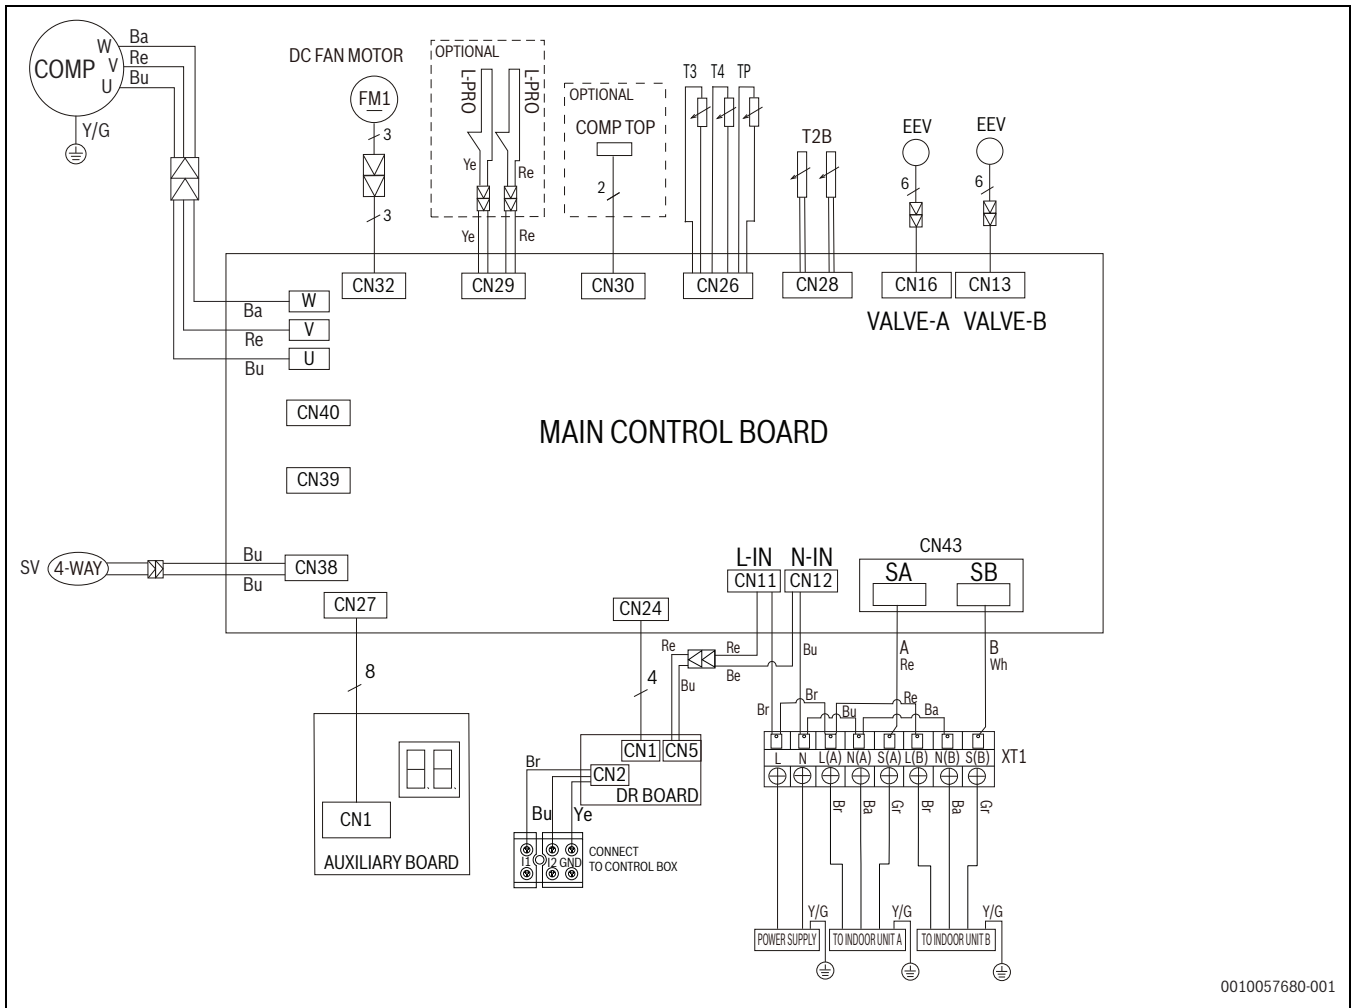 COMP
W
V
U
Ba
Re
Bu
Y/G
DC FAN MOTOR
FM1
3
3
OPTIONAL
L-PRO
L-PRO
Ye
Re
Ye
Re
OPTIONAL
COMP TOP
2
T3 T4 TP
T2B
EEV
6
EEV
6
CN32
CN29
CN30
CN26
CN28
CN16
CN13
VALVE-A
VALVE-B
W
Ba
V
Re
U
Bu
CN40
MAIN CONTROL BOARD
CN39
SV
4-WAY
Bu
Bu
CN38
CN27
CN24
L-IN
N-IN
CN11
CN12
CN43
SA
SB
8
4
Re
Bu
Re
Be
Bu
A
Re
B
Wh
Br
Br
Bu
Re
Ba
L N L(A) N(A) S(A) L(B) N(B) S(B)
XT1
Br
Ba
Gr
Br
Ba
Gr
CN1
AUXILIARY BOARD
CN1
CN5
CN2
DR BOARD
Br
Bu
Ye
I1
I2
GND
CONNECT
TO CONTROL BOX
Y/G
Y/G
Y/G
POWER SUPPLY
TO INDOOR UNIT A
TO INDOOR UNIT B
0010057680-001